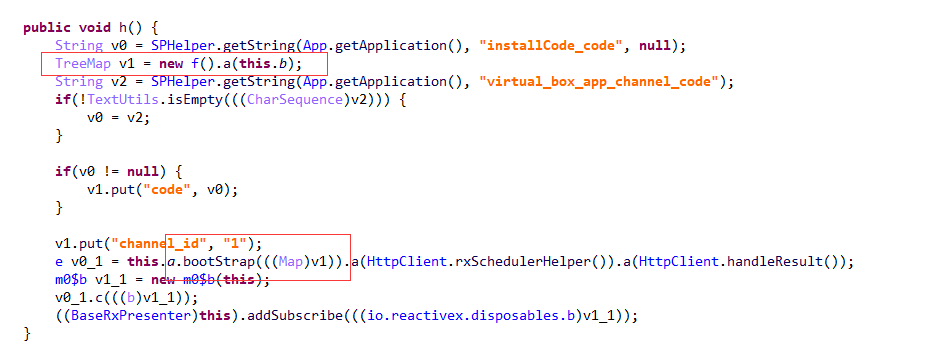 public void h() {
    String v0 = SPHelper.getString(App.getApplication(), "installCode_code", null);
    TreeMap v1 = new f().a(this.b);
    String v2 = SPHelper.getString(App.getApplication(), "virtual_box_app_channel_code");
    if(!TextUtils.isEmpty(((CharSequence)v2))) {
        v0 = v2;
    }

    if(v0 != null) {
        v1.put("code", v0);
    }

    v1.put("channel_id", "1");
    e v0_1 = this.a.bootStrap(((Map)v1)).a(HttpClient.rxSchedulerHelper()).a(HttpClient.handleResult());
    m0$b v1_1 = new m0$b(this);
    v0_1.c(((b)v1_1));
    ((BaseRxPresenter)this).addSubscribe(((io.reactivex.disposables.b)v1_1));
}